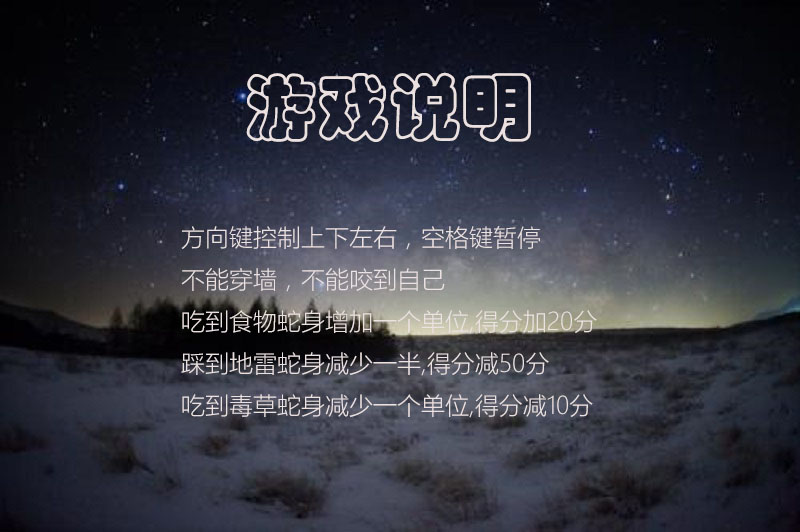 游戏说明
方向键控制上下左右，空格键暂停
不能穿墙，不能咬到自己
吃到食物蛇身增加一个单位,得分加20分
踩到地雷蛇身减少一半,得分减50分
吃到毒草蛇身减少一个单位,得分减10分